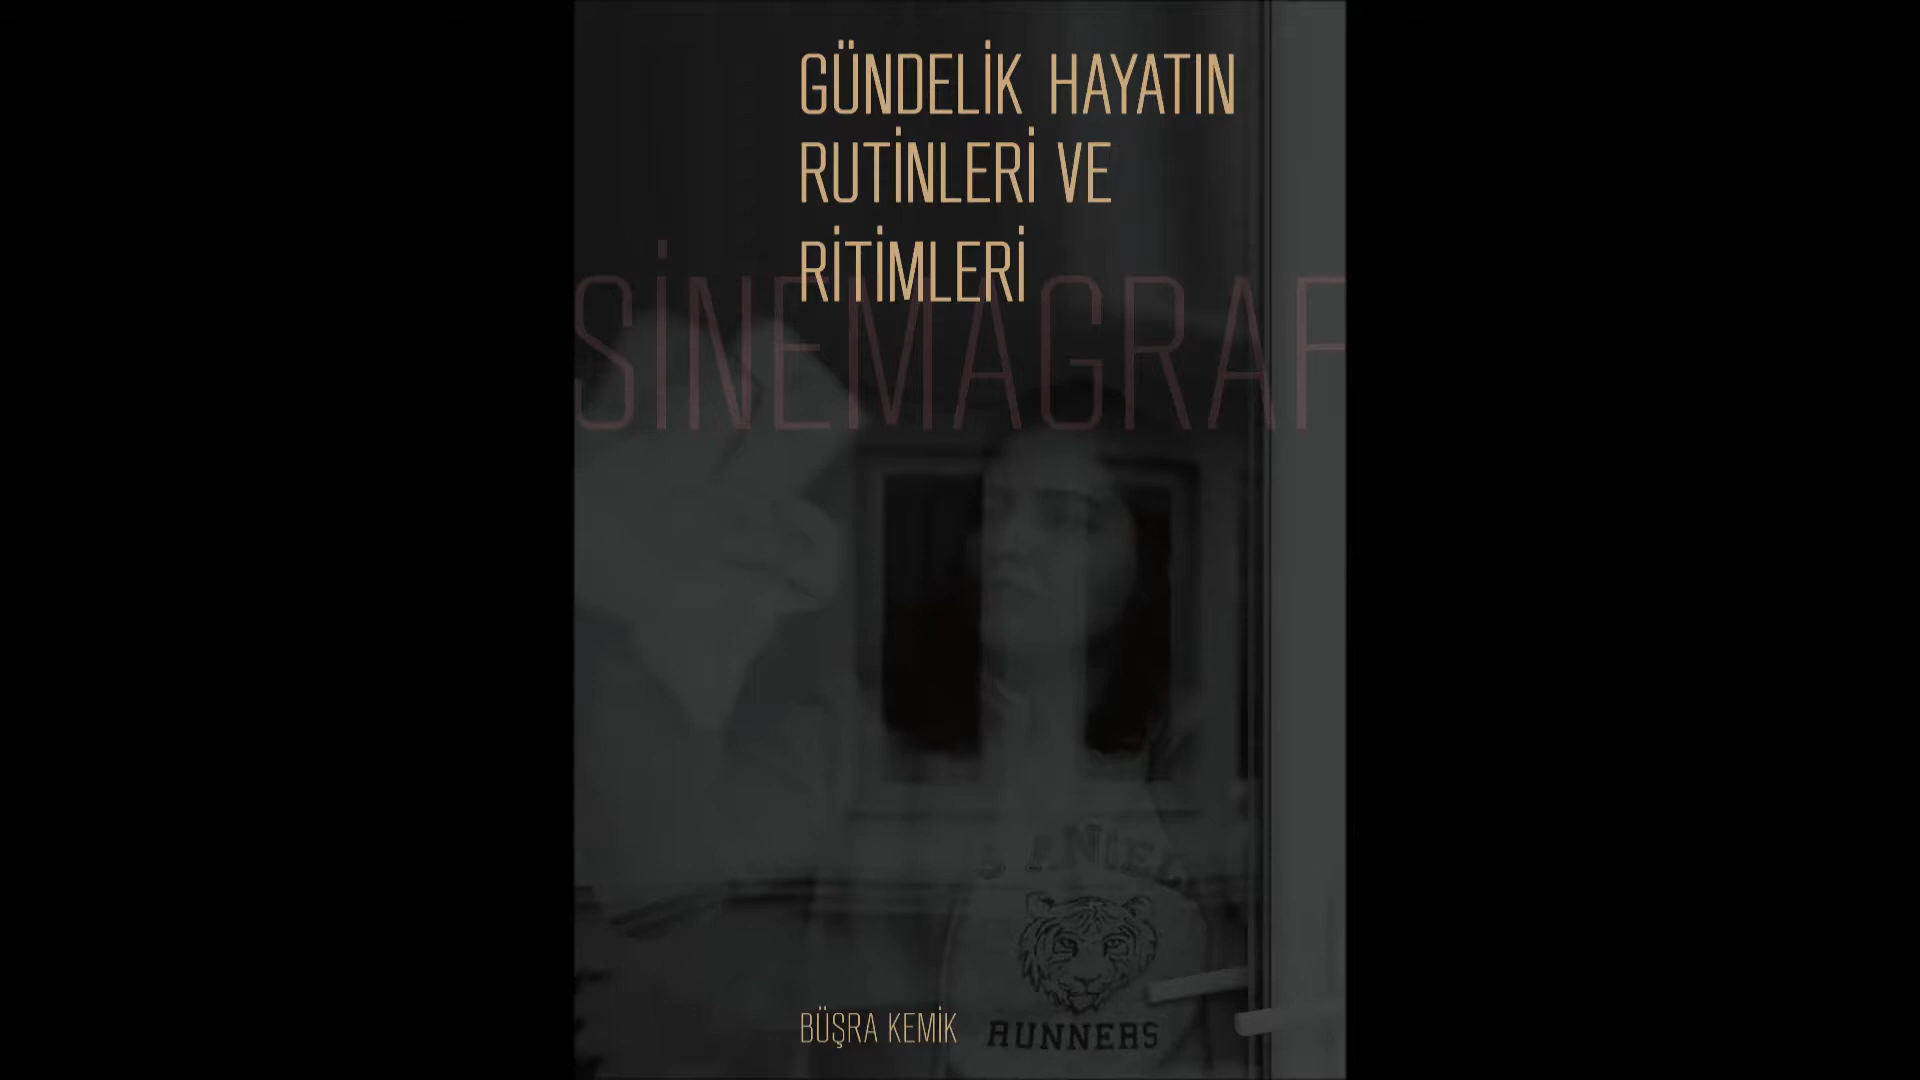 GÜNDELİK HAYATIN
RUTİNLERİ VE
RİTİMLERİ
SİNEMAGRAF
RUNNERS
BÜŞRA KEMİK